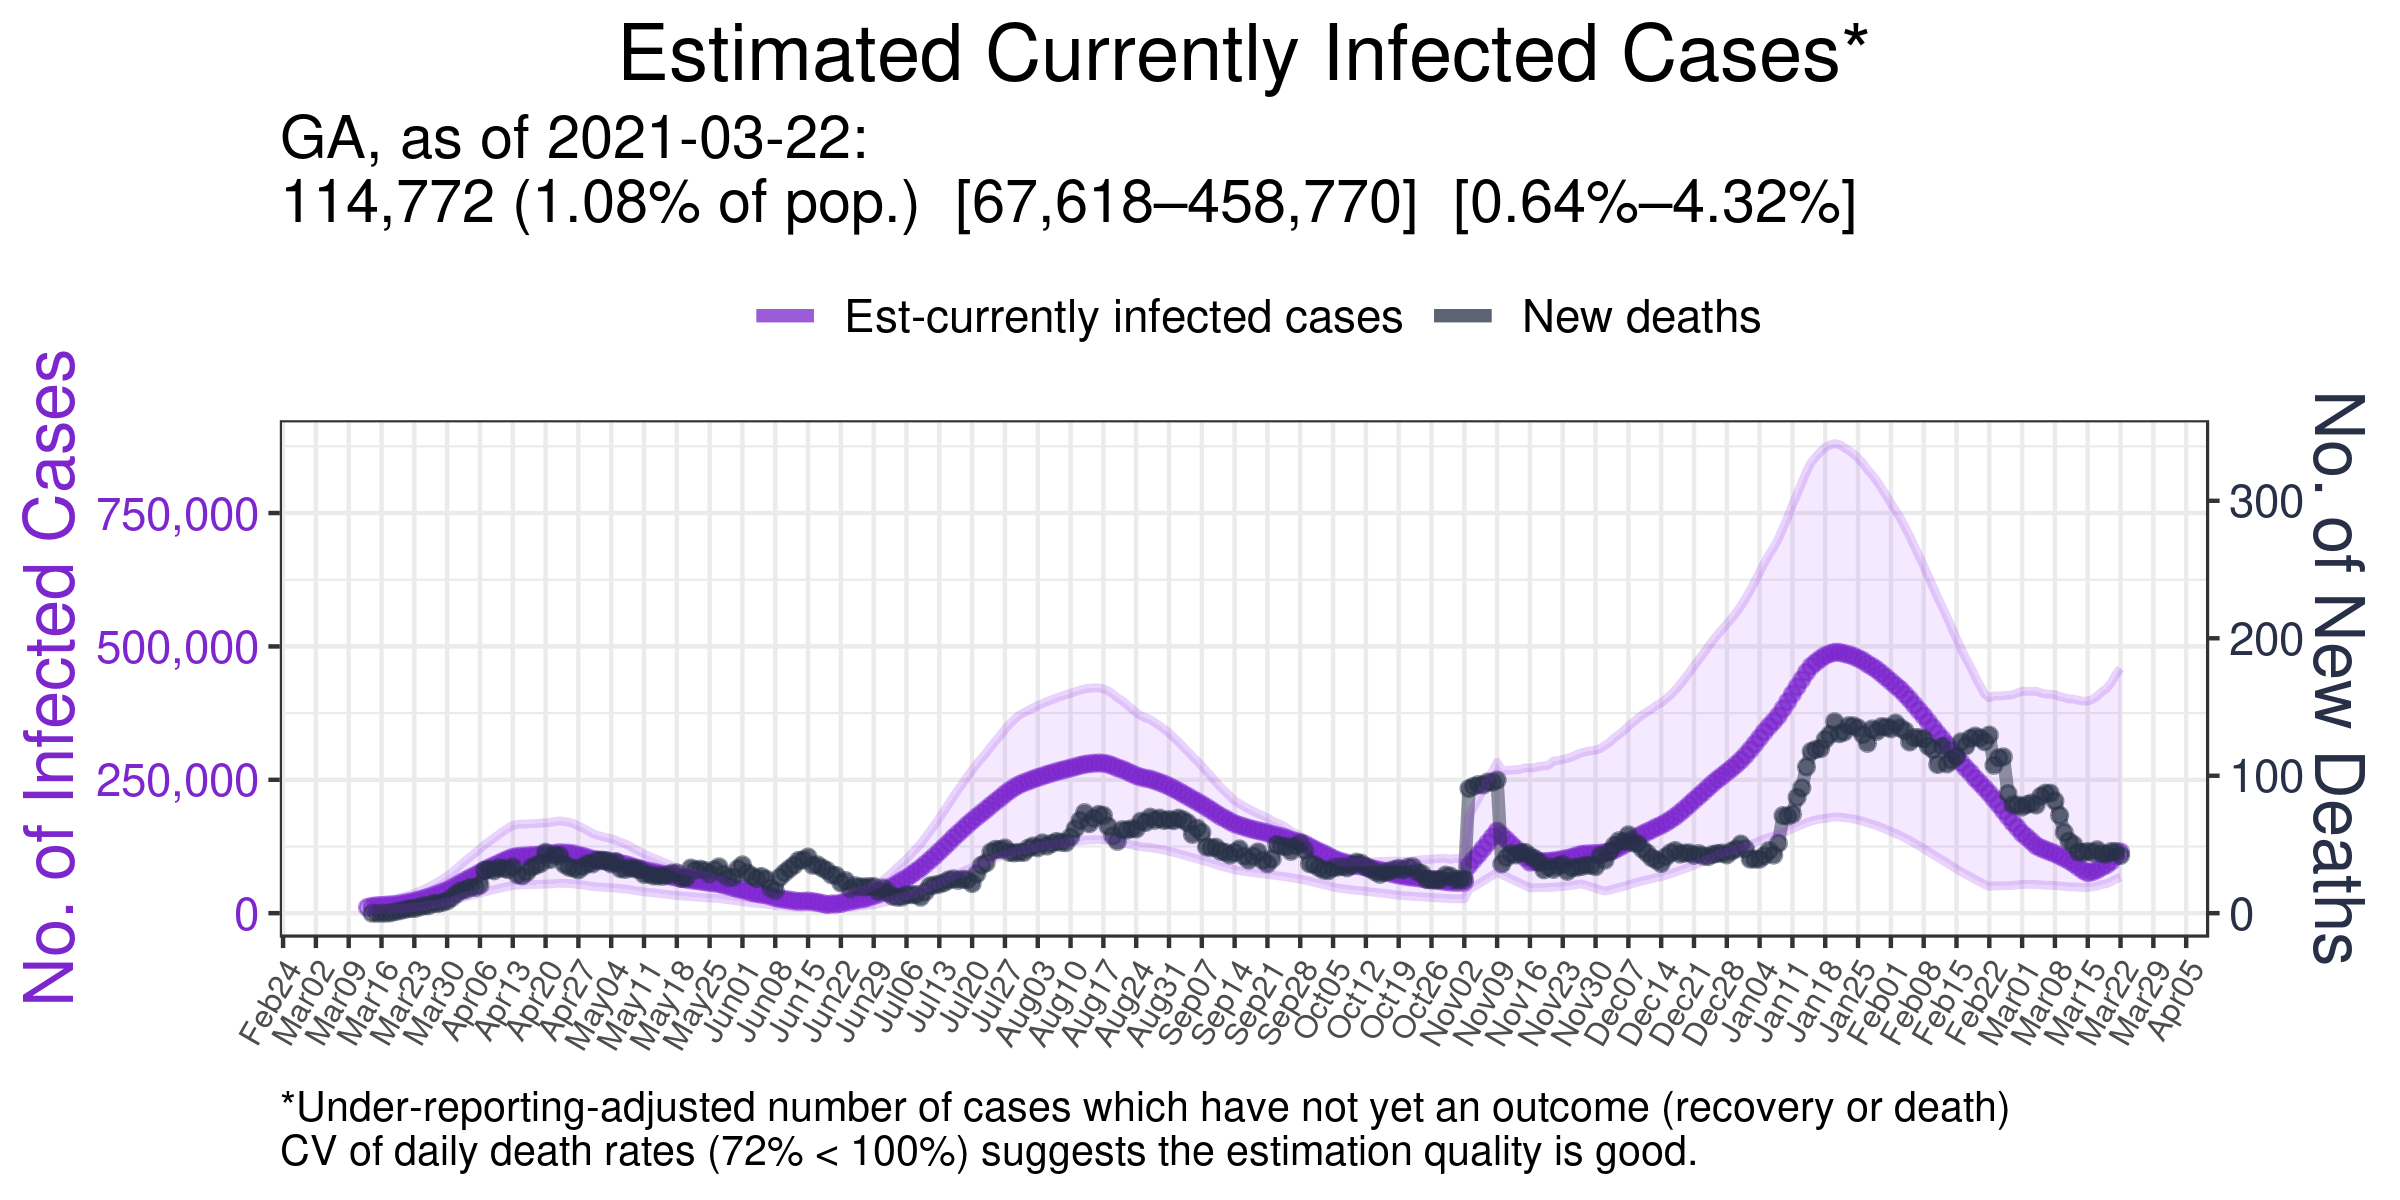 Estimated Currently Infected Cases*
GA, as of 2021-03-22:
114,772 (1.08% of pop.) [67,618–458,770] [0.64%–4.32%]
Est-currently infected cases New deaths
No. of Infected Cases
750,000
500,000
250,000
0
300
200
100
0
No. of New Deaths
Feb24 Mar02 Mar09 Mar16 Mar23 Mar30 Apr06 Apr13 Apr20 Apr27 May04 May11 May18 May25 Jun01 Jun08 Jun15 Jun22 Jun29 Jul06 Jul13 Jul20 Jul27 Aug03 Aug10 Aug17 Aug24 Aug31 Sep07 Sep14 Sep21 Sep28 Oct05 Oct12 Oct19 Oct26 Nov02 Nov09 Nov16 Nov23 Nov30 Dec07 Dec14 Dec21 Dec28 Jan04 Jan11 Jan18 Jan25 Feb01 Feb08 Feb15 Feb22 Mar01 Mar08 Mar15 Mar22 Mar29 Apr05
*Under-reporting-adjusted number of cases which have not yet an outcome (recovery or death)
CV of daily death rates (72% < 100%) suggests the estimation quality is good.